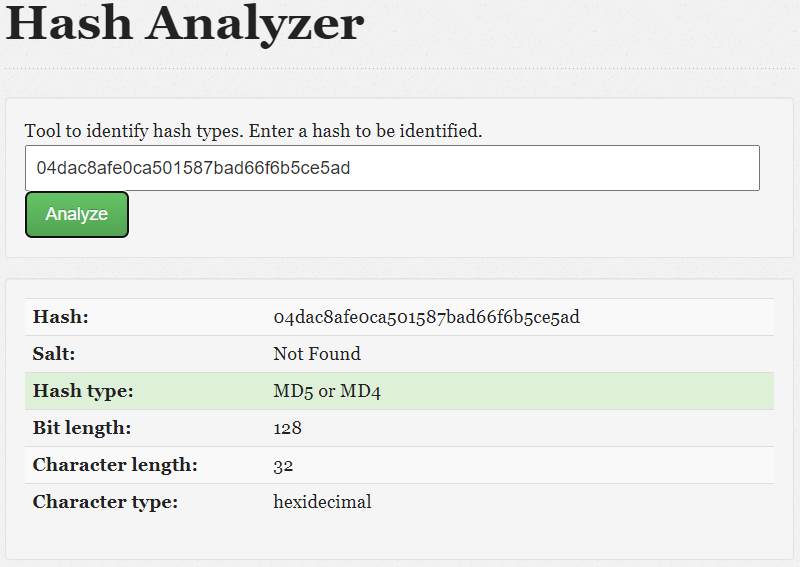 Hash Analyzer
Tool to identify hash types. Enter a hash to be identified.
04dac8afe0ca501587bad66f6b5ce5ad
Analyze
Hash: 04dac8afe0ca501587bad66f6b5ce5ad
Salt: Not Found
Hash type: MD5 or MD4
Bit length: 128
Character length: 32
Character type: hexidecimal